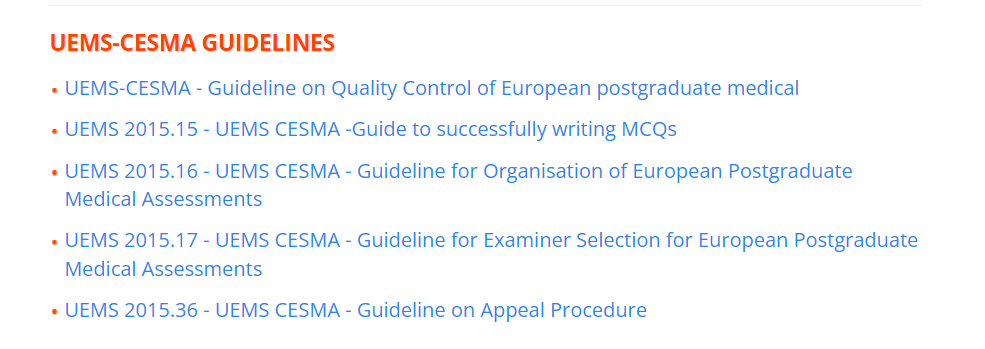 UEMS-CESMA GUIDELINES
• UEMS-CESMA - Guideline on Quality Control of European postgraduate medical
• UEMS 2015.15 - UEMS CESMA -Guide to successfully writing MCQs
• UEMS 2015.16 - UEMS CESMA - Guideline for Organisation of European Postgraduate
Medical Assessments
• UEMS 2015.17 - UEMS CESMA - Guideline for Examiner Selection for European Postgraduate
Medical Assessments
• UEMS 2015.36 - UEMS CESMA - Guideline on Appeal Procedure